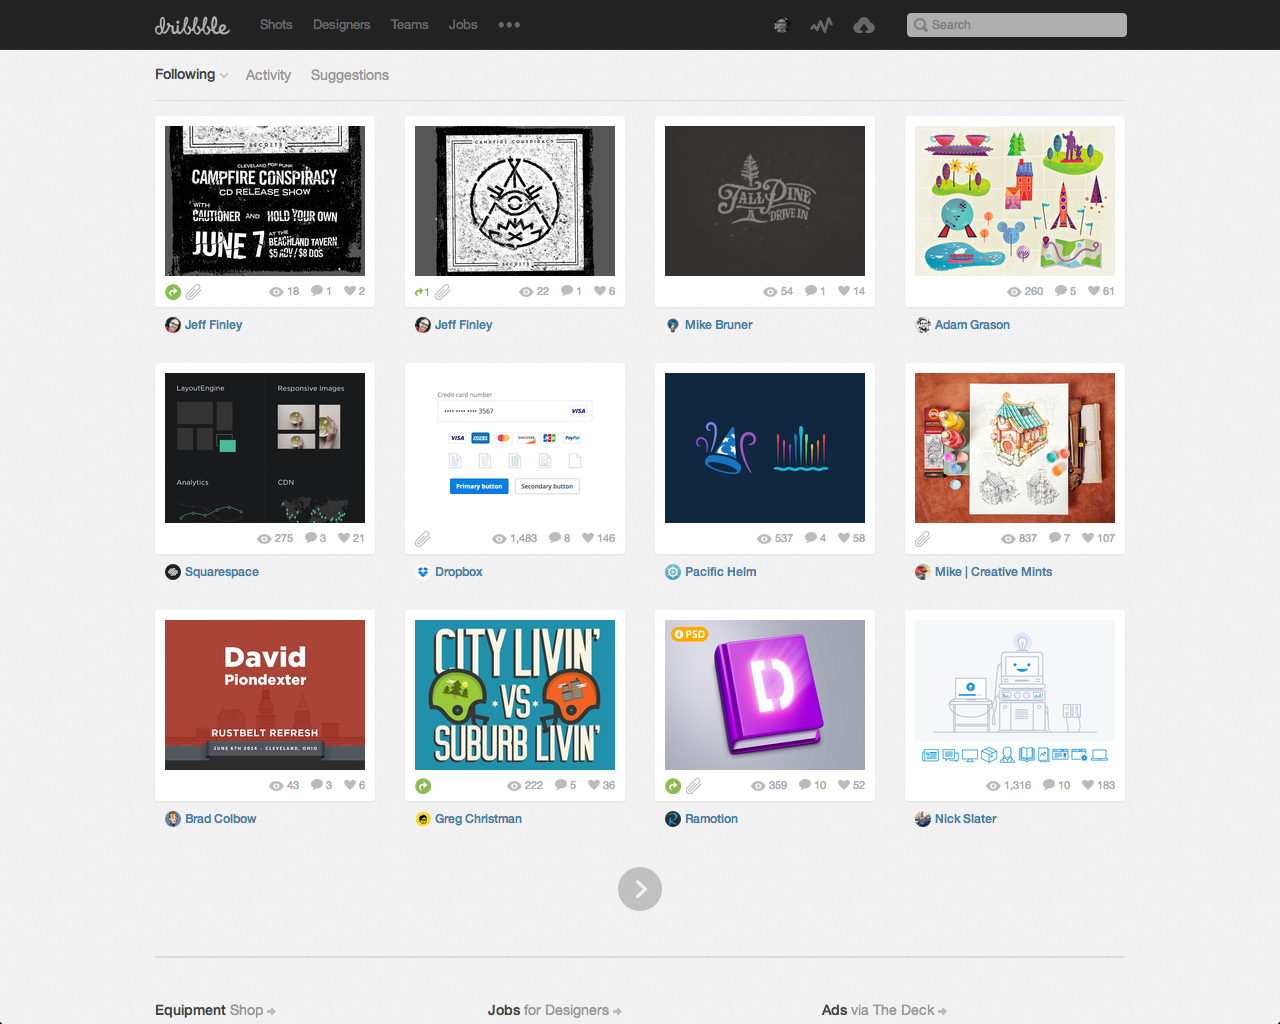 dribbble Shots Designers Teams Jobs ••• Search
Following Activity Suggestions
SECRETS
CLEVELAND POP PUNK
CAMPFIRE CONSPIRACY
CD RELEASE SHOW
WITH
CAUTIONER AND HOLD YOUR OWN
JUNE 7 AT THE
BEACHLAND TAVERN
$5 ADV / $8 DOS
18 1 2
Jeff Finley
CAMPFIRE CONSPIRACY
SECRETS
1 22 1 6
Jeff Finley
TALL PINE
A DRIVE IN
54 1 14
Mike Bruner
260 5 61
Adam Grason
LayoutEngine Responsive Images
Analytics CDN
275 3 21
Squarespace
Credit card number
•••• •••• •••• 3567 VISA
VISA MasterCard DISCOVER JCB PayPal
Primary button Secondary button
1,483 8 146
Dropbox
537 4 58
Pacific Helm
837 7 107
Mike | Creative Mints
David
Piondexter
RUSTBELT REFRESH
JUNE 6TH 2014 · CLEVELAND, OHIO
43 3 6
Brad Colbow
CITY LIVIN'
VS
SUBURB LIVIN'
222 5 36
Greg Christman
PSD
D
359 10 52
Ramotion
1,316 10 183
Nick Slater
Equipment Shop Jobs for Designers Ads via The Deck